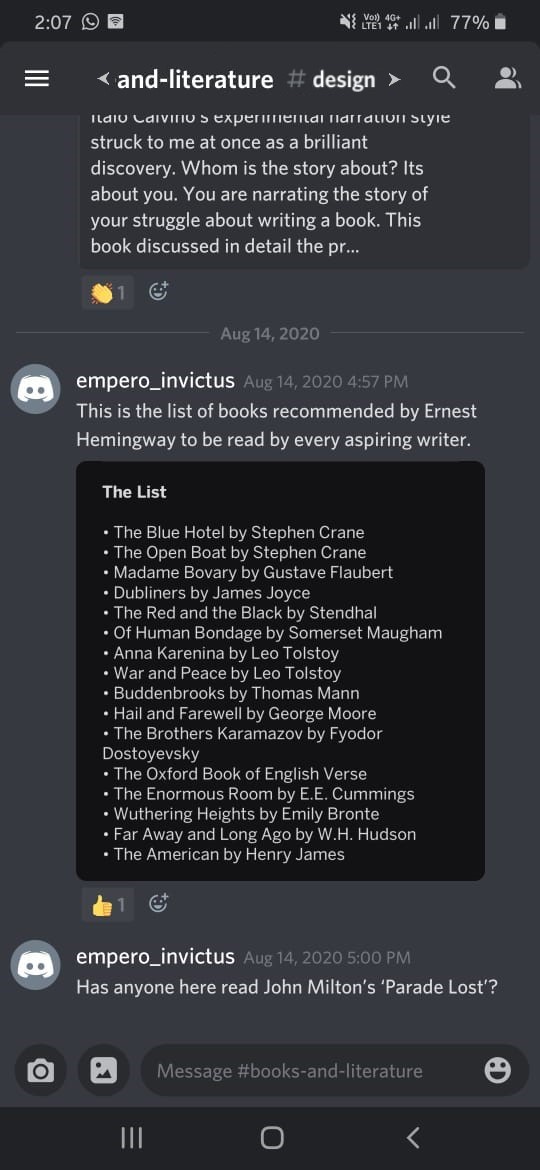 2:07 Vo)) LTE1 4G+ 77%
< and-literature # design >
Italo Calvino's experimental narration style
struck to me at once as a brilliant
discovery. Whom is the story about? Its
about you. You are narrating the story of
your struggle about writing a book. This
book discussed in detail the pr...
1
Aug 14, 2020
empero_invictus Aug 14, 2020 4:57 PM
This is the list of books recommended by Ernest
Hemingway to be read by every aspiring writer.
The List
• The Blue Hotel by Stephen Crane
• The Open Boat by Stephen Crane
• Madame Bovary by Gustave Flaubert
• Dubliners by James Joyce
• The Red and the Black by Stendhal
• Of Human Bondage by Somerset Maugham
• Anna Karenina by Leo Tolstoy
• War and Peace by Leo Tolstoy
• Buddenbrooks by Thomas Mann
• Hail and Farewell by George Moore
• The Brothers Karamazov by Fyodor
Dostoyevsky
• The Oxford Book of English Verse
• The Enormous Room by E.E. Cummings
• Wuthering Heights by Emily Bronte
• Far Away and Long Ago by W.H. Hudson
• The American by Henry James
1
empero_invictus Aug 14, 2020 5:00 PM
Has anyone here read John Milton's 'Parade Lost'?
Message #books-and-literature